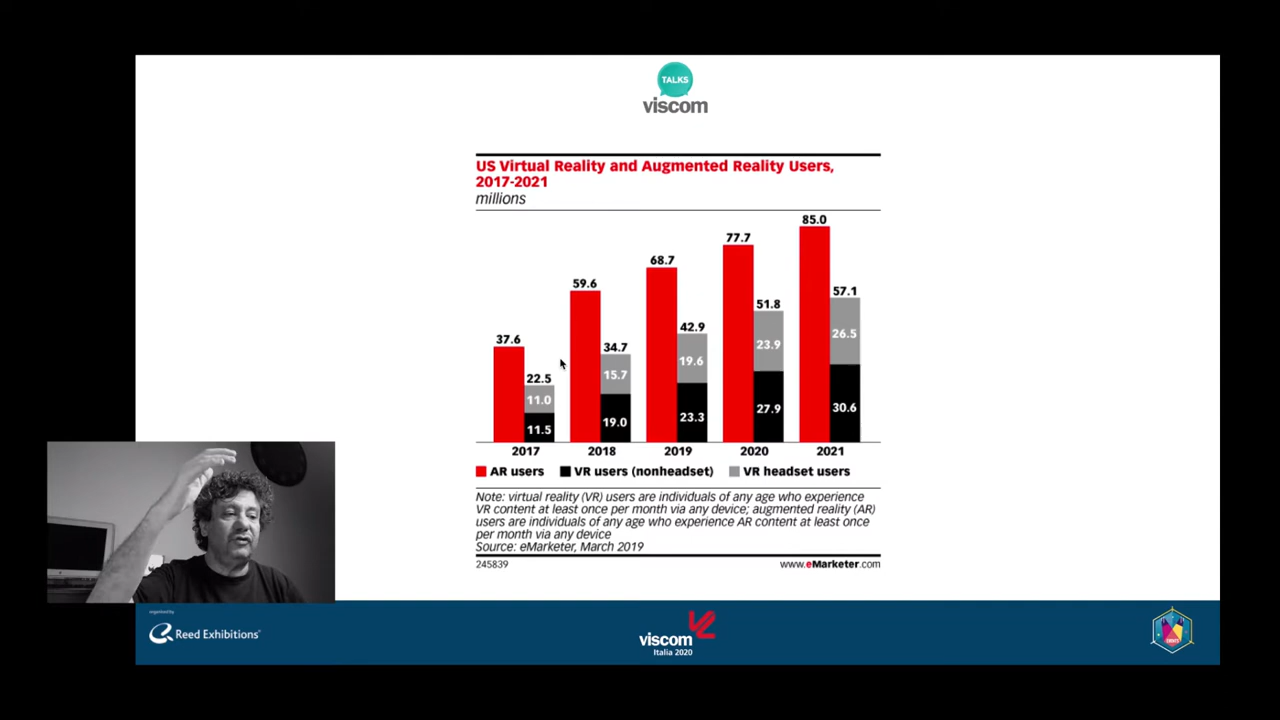 TALKS
viscom
US Virtual Reality and Augmented Reality Users,
2017-2021
millions
37.6
22.5
11.0
11.5
59.6
34.7
15.7
19.0
68.7
42.9
19.6
23.3
77.7
51.8
23.9
27.9
85.0
57.1
26.5
30.6
2017 2018 2019 2020 2021
AR users VR users (nonheadset) VR headset users
Note: virtual reality (VR) users are individuals of any age who experience
VR content at least once per month via any device; augmented reality (AR)
users are individuals of any age who experience AR content at least once
per month via any device
Source: eMarketer, March 2019
245839 www.eMarketer.com
organised by
Reed Exhibitions
viscom
Italia 2020
EVENTS